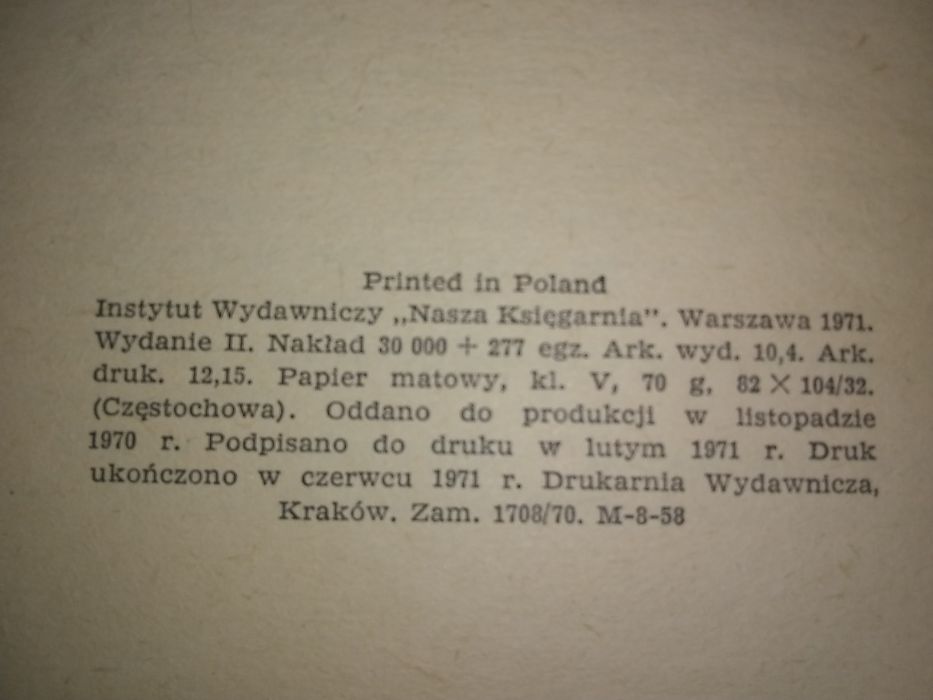 Printed in Poland
Instytut Wydawniczy „Nasza Księgarnia”. Warszawa 1971.
Wydanie II. Nakład 30 000 + 277 egz. Ark. wyd. 10,4. Ark.
druk. 12,15. Papier matowy, kl. V, 70 g, 82 × 104/32.
(Częstochowa). Oddano do produkcji w listopadzie
1970 r. Podpisano do druku w lutym 1971 r. Druk
ukończono w czerwcu 1971 r. Drukarnia Wydawnicza,
Kraków. Zam. 1708/70. M-8-58